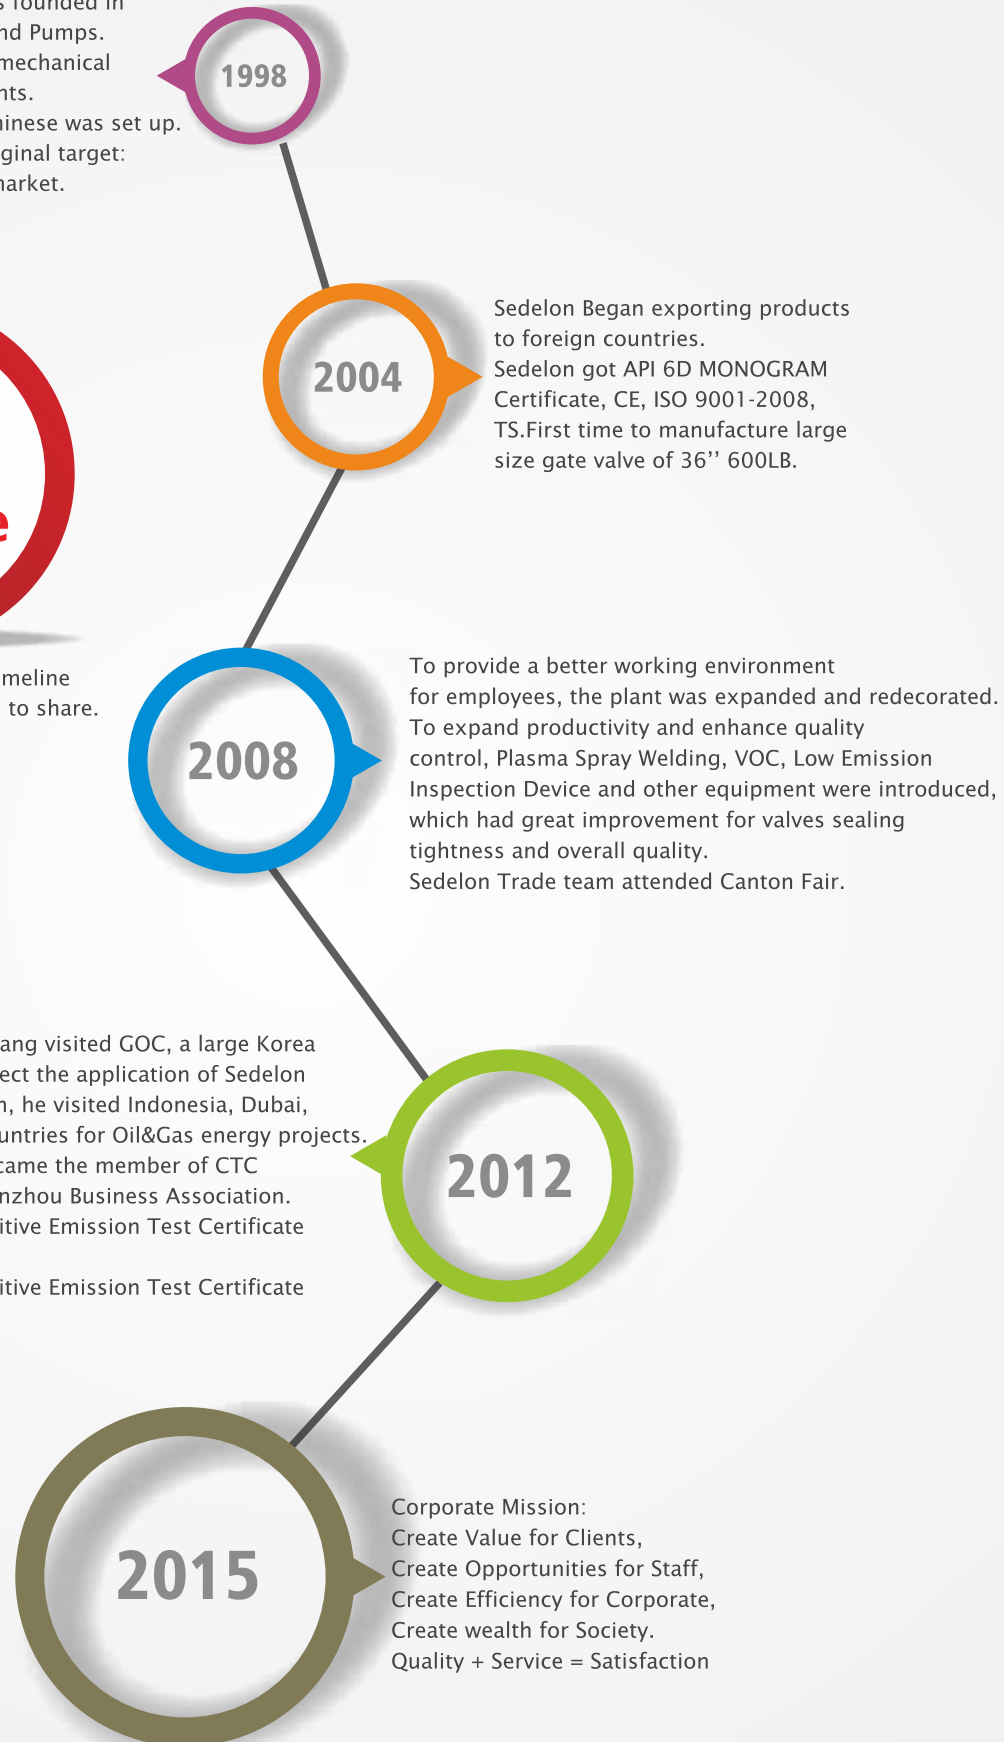 founded in
nd Pumps.
mechanical
nts.
hinese was set up.
ginal target:
market.
1998
2004
Sedelon Began exporting products
to foreign countries.
Sedelon got API 6D MONOGRAM
Certificate, CE, ISO 9001-2008,
TS.First time to manufacture large
size gate valve of 36’’ 600LB.
e
meline
to share.
2008
To provide a better working environment
for employees, the plant was expanded and redecorated.
To expand productivity and enhance quality
control, Plasma Spray Welding, VOC, Low Emission
Inspection Device and other equipment were introduced,
which had great improvement for valves sealing
tightness and overall quality.
Sedelon Trade team attended Canton Fair.
ang visited GOC, a large Korea
ect the application of Sedelon
n, he visited Indonesia, Dubai,
untries for Oil&Gas energy projects.
came the member of CTC
nzhou Business Association.
itive Emission Test Certificate
itive Emission Test Certificate
2012
2015
Corporate Mission:
Create Value for Clients,
Create Opportunities for Staff,
Create Efficiency for Corporate,
Create wealth for Society.
Quality + Service = Satisfaction